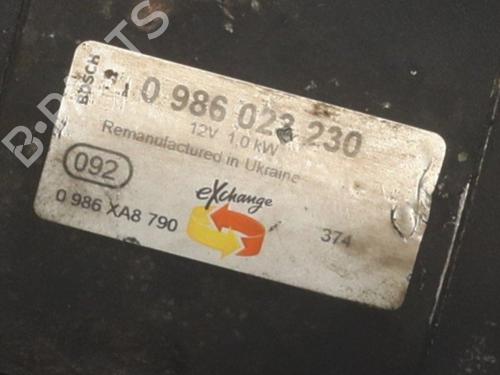 B-PARTS
BOSCH
0 986 023 230
12V 1.0 kW
Remanufactured in Ukraine
092
0 986 XA8 790
eXchange
374